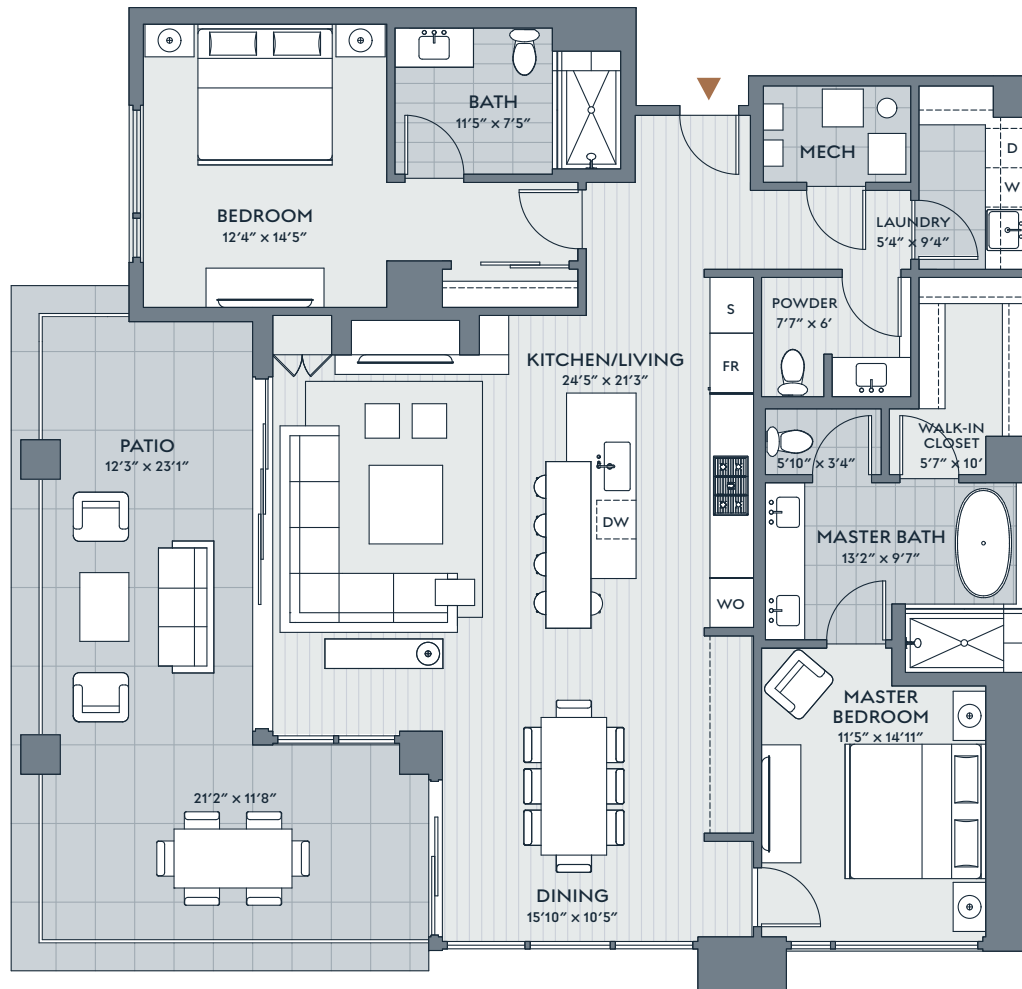 BATH
11'5" x 7'5"
MECH
D
W
BEDROOM
12'4" x 14'5"
LAUNDRY
5'4" x 9'4"
S
POWDER
7'7" x 6'
FR
KITCHEN/LIVING
24'5" x 21'3"
PATIO
12'3" x 23'1"
WALK-IN
CLOSET
5'7" x 10'
5'10" x 3'4"
DW
MASTER BATH
13'2" x 9'7"
WO
MASTER
BEDROOM
11'5" x 14'11"
21'2" x 11'8"
DINING
15'10" x 10'5"